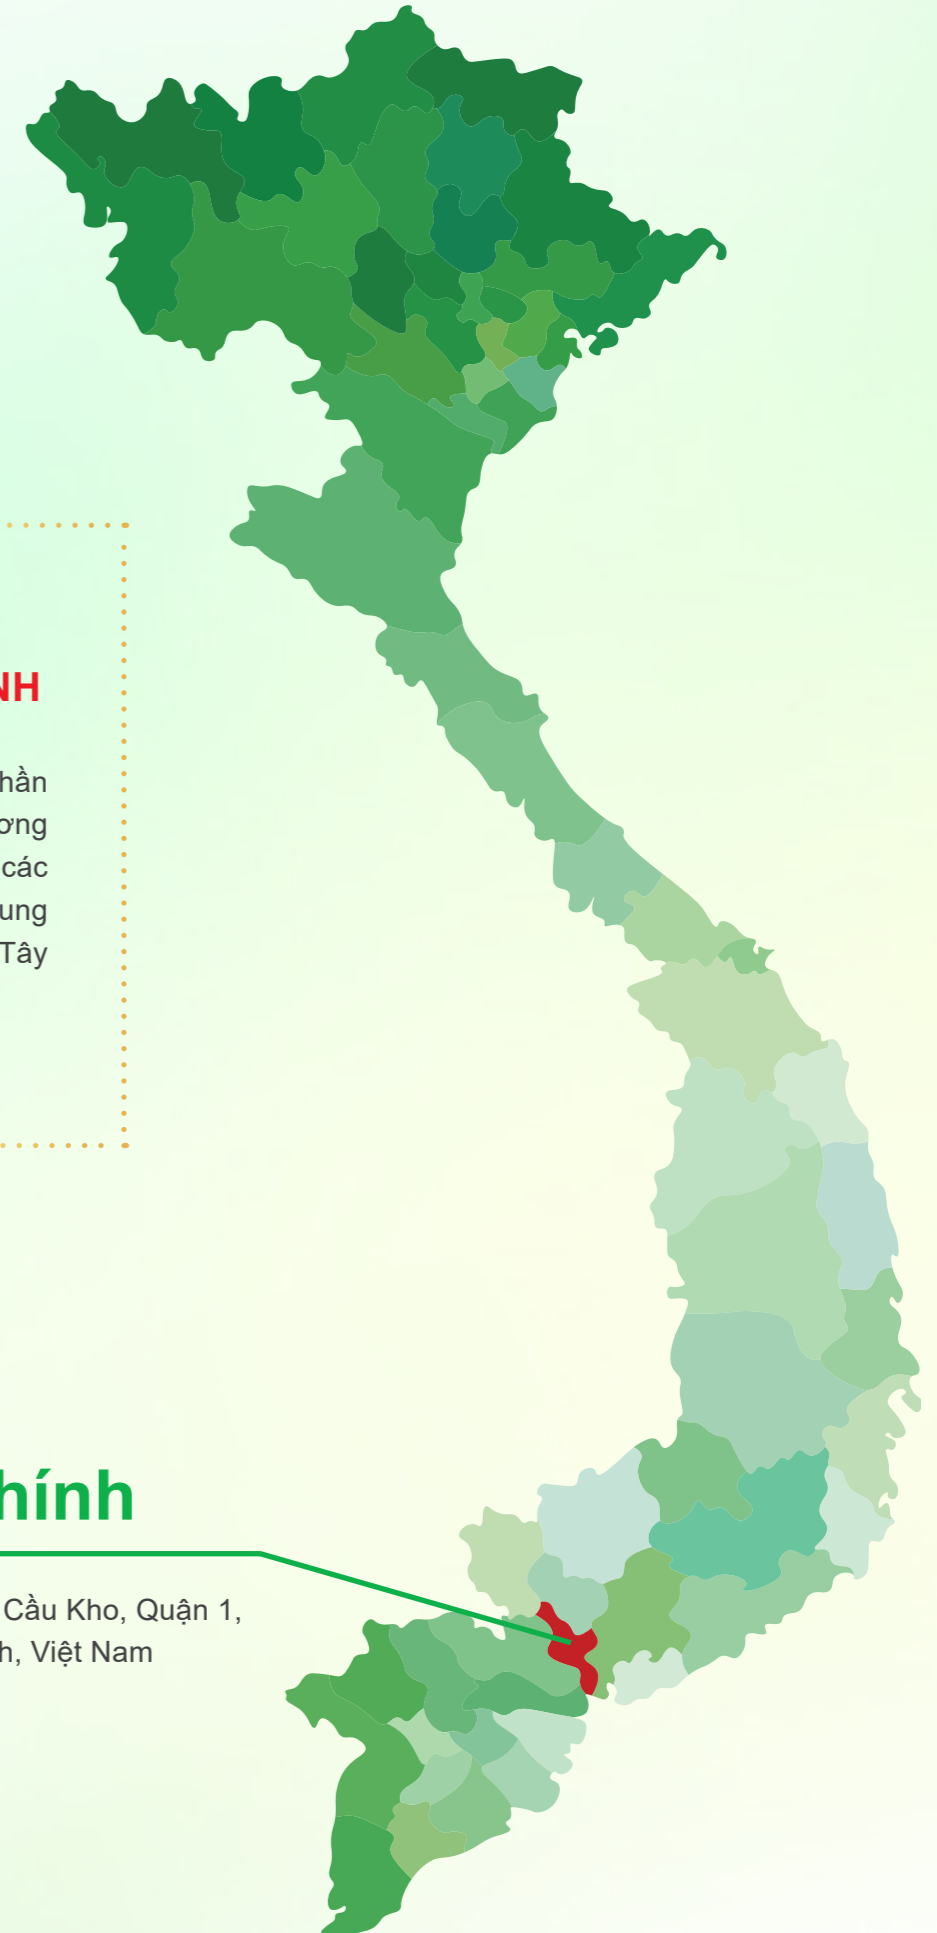 NH
hần
ơng
các
ung
Tây
hính
Cầu Kho, Quận 1,
h, Việt Nam